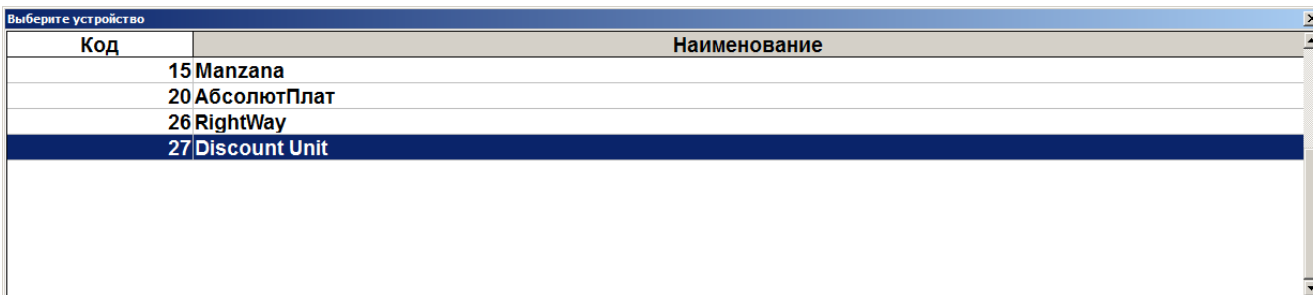 Выберите устройство
Код Наименование
15 Manzana
20 АбсолютПлат
26 RightWay
27 Discount Unit